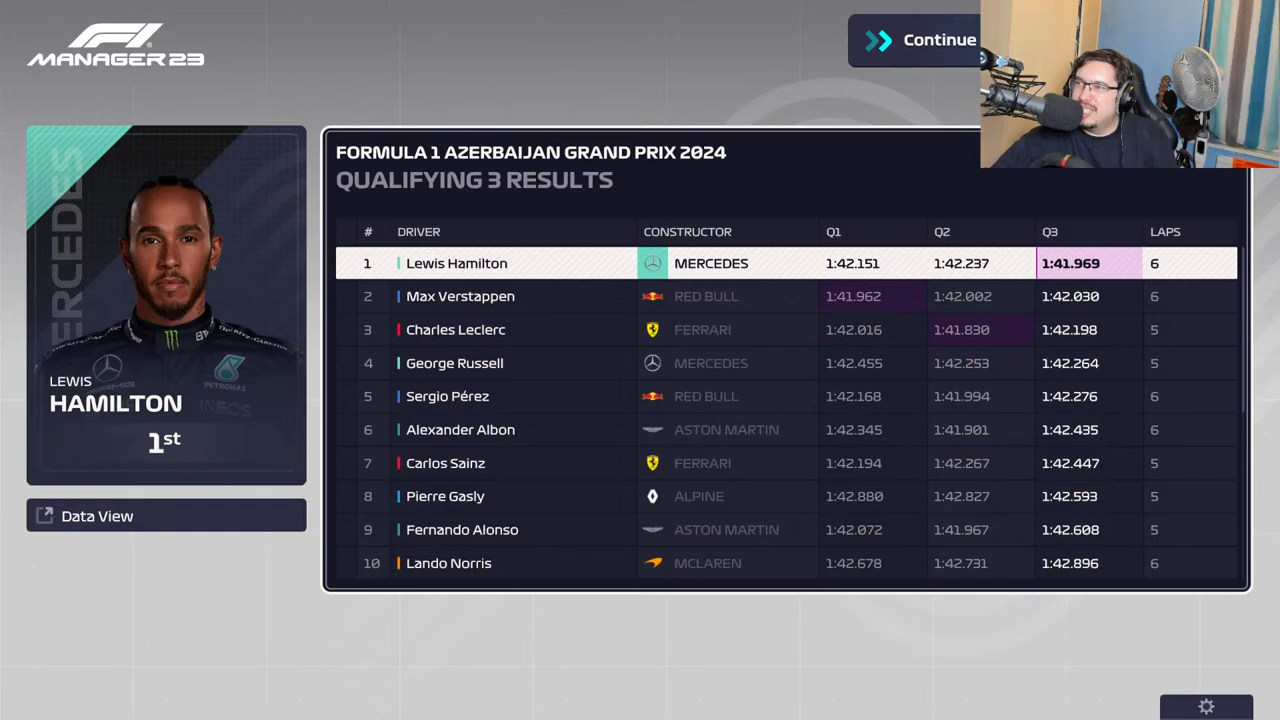 F1
MANAGER 23
Continue
MERCEDES
LEWIS
HAMILTON
1st
PETRONAS
INEOS
Data View
FORMULA 1 AZERBAIJAN GRAND PRIX 2024
QUALIFYING 3 RESULTS
# DRIVER CONSTRUCTOR Q1 Q2 Q3 LAPS
1 Lewis Hamilton MERCEDES 1:42.151 1:42.237 1:41.969 6
2 Max Verstappen RED BULL 1:41.962 1:42.002 1:42.030 6
3 Charles Leclerc FERRARI 1:42.016 1:41.830 1:42.198 5
4 George Russell MERCEDES 1:42.455 1:42.253 1:42.264 5
5 Sergio Pérez RED BULL 1:42.168 1:41.994 1:42.276 6
6 Alexander Albon ASTON MARTIN 1:42.345 1:41.901 1:42.435 6
7 Carlos Sainz FERRARI 1:42.194 1:42.267 1:42.447 5
8 Pierre Gasly ALPINE 1:42.880 1:42.827 1:42.593 5
9 Fernando Alonso ASTON MARTIN 1:42.072 1:41.967 1:42.608 5
10 Lando Norris MCLAREN 1:42.678 1:42.731 1:42.896 6